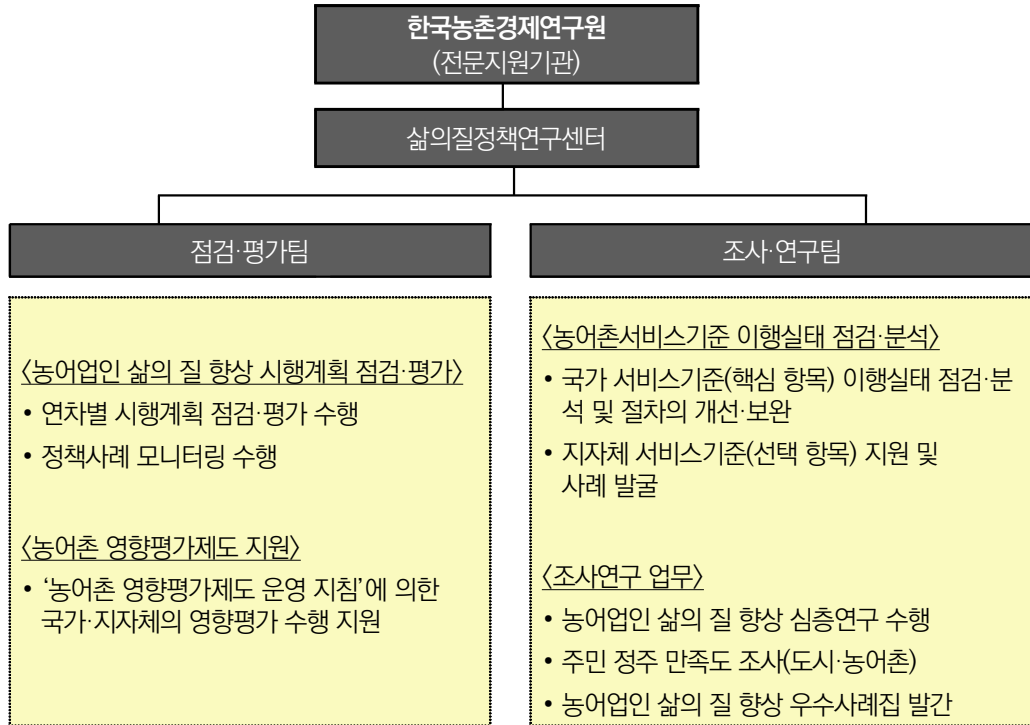 한국농촌경제연구원
(전문지원기관)
삶의질정책연구센터
점검·평가팀
〈농어업인 삶의 질 향상 시행계획 점검·평가〉
• 연차별 시행계획 점검·평가 수행
• 정책사례 모니터링 수행
〈농어촌 영향평가제도 지원〉
• ‘농어촌 영향평가제도 운영 지침’에 의한
국가·지자체의 영향평가 수행 지원
조사·연구팀
〈농어촌서비스기준 이행실태 점검·분석〉
• 국가 서비스기준(핵심 항목) 이행실태 점검·분
석 및 절차의 개선·보완
• 지자체 서비스기준(선택 항목) 지원 및
사례 발굴
〈조사연구 업무〉
• 농어업인 삶의 질 향상 심층연구 수행
• 주민 정주 만족도 조사(도시·농어촌)
• 농어업인 삶의 질 향상 우수사례집 발간